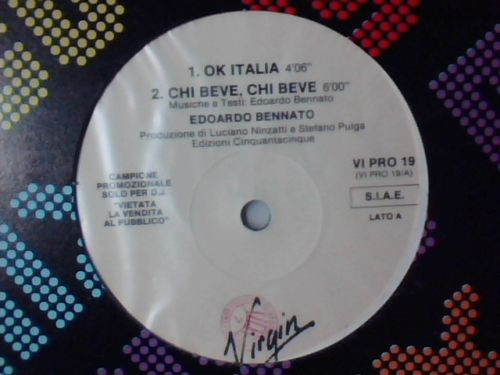 1. OK ITALIA 4'06"
2. CHI BEVE, CHI BEVE 6'00"
Musiche e Testi: Edoardo Bennato
EDOARDO BENNATO
Produzione di Luciano Ninzatti e Stefano Pulga
Edizioni Cinquantacinque
CAMPIONE
PROMOZIONALE
SOLO PER D.J.
"VIETATA
LA VENDITA
AL PUBBLICO"
VI PRO 19
(VI PRO 19/A)
S.I.A.E.
LATO A
Virgin